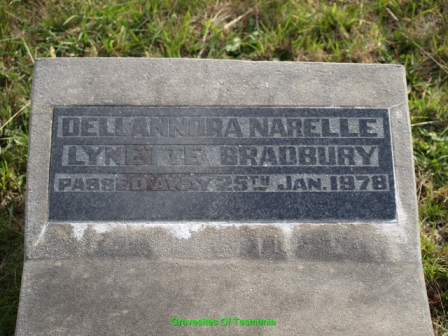 DELLANNORA NARELLE
LYNETTE BRADBURY
PASSED AWAY 25TH JAN. 1978
Gravesites Of Tasmania